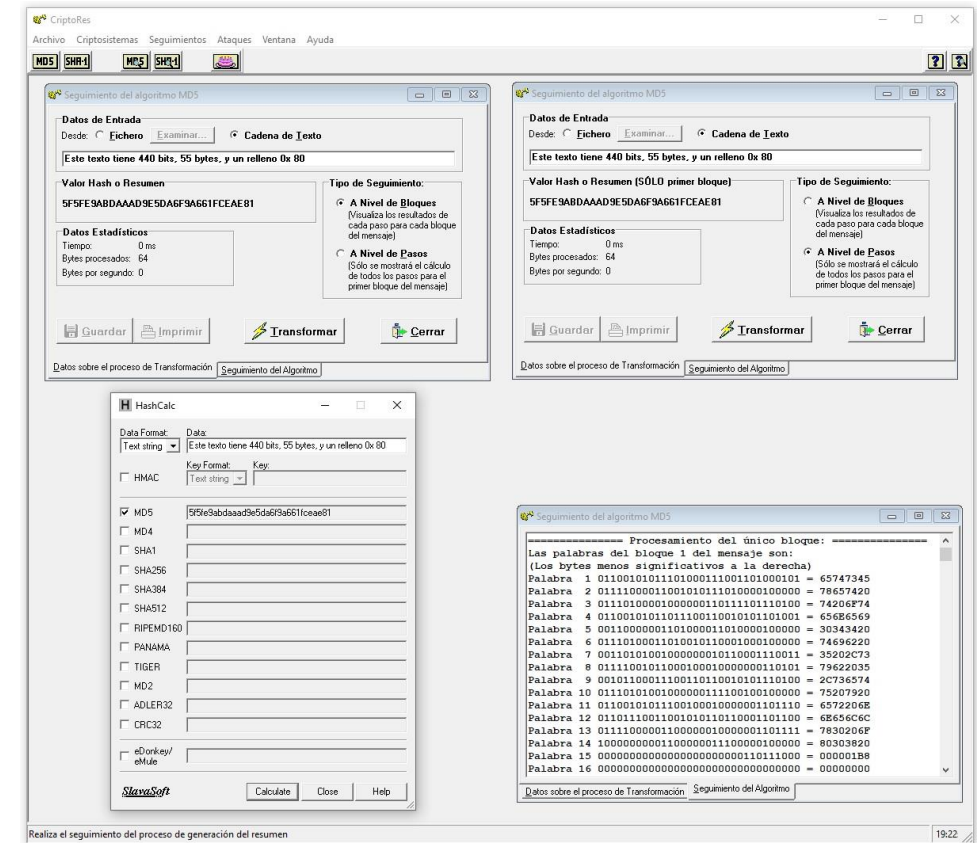 CriptoRes
Archivo Criptosistemas Seguimientos Ataques Ventana Ayuda
MD5 SHA-1 MD5 SHA-1
Seguimiento del algoritmo MD5
Datos de Entrada
Desde: Fichero Examinar... Cadena de Texto
Este texto tiene 440 bits, 55 bytes, y un relleno 0x 80
Valor Hash o Resumen
5F5FE9ABDAAAD9E5DA6F9A661FCEAE81
Datos Estadísticos
Tiempo: 0 ms
Bytes procesados: 64
Bytes por segundo: 0
Tipo de Seguimiento:
A Nivel de Bloques
(Visualiza los resultados de
cada paso para cada bloque
del mensaje)
A Nivel de Pasos
(Sólo se mostrará el cálculo
de todos los pasos para el
primer bloque del mensaje)
Guardar Imprimir Transformar Cerrar
Datos sobre el proceso de Transformación Seguimiento del Algoritmo
Seguimiento del algoritmo MD5
Datos de Entrada
Desde: Fichero Examinar... Cadena de Texto
Este texto tiene 440 bits, 55 bytes, y un relleno 0x 80
Valor Hash o Resumen (SÓLO primer bloque)
5F5FE9ABDAAAD9E5DA6F9A661FCEAE81
Datos Estadísticos
Tiempo: 0 ms
Bytes procesados: 64
Bytes por segundo: 0
Tipo de Seguimiento:
A Nivel de Bloques
(Visualiza los resultados de
cada paso para cada bloque
del mensaje)
A Nivel de Pasos
(Sólo se mostrará el cálculo
de todos los pasos para el
primer bloque del mensaje)
Guardar Imprimir Transformar Cerrar
Datos sobre el proceso de Transformación Seguimiento del Algoritmo
H HashCalc
Data Format: Data:
Text string Este texto tiene 440 bits, 55 bytes, y un relleno 0x 80
Key Format: Key:
HMAC Text string
MD5 5f5fe9abdaaad9e5da6f9a661fceae81
MD4
SHA1
SHA256
SHA384
SHA512
RIPEMD160
PANAMA
TIGER
MD2
ADLER32
CRC32
eDonkey/
eMule
SlavaSoft Calculate Close Help
Seguimiento del algoritmo MD5
================ Procesamiento del único bloque: ================
Las palabras del bloque 1 del mensaje son:
(Los bytes menos significativos a la derecha)
Palabra 1 01100101011101000111001101000101 = 65747345
Palabra 2 01111000011001010111010000100000 = 78657420
Palabra 3 01110100001000000110111101110100 = 74206F74
Palabra 4 01100101011011100110010101101001 = 656E6569
Palabra 5 00110000001101000011010000100000 = 30343420
Palabra 6 01110100011010010110001000100000 = 74696220
Palabra 7 00110101001000000010110001110011 = 35202C73
Palabra 8 01111001011000100010000000110101 = 79622035
Palabra 9 00101100011100110110010101110100 = 2C736574
Palabra 10 01110101001000000111100100100000 = 75207920
Palabra 11 01100101011100100010000001101110 = 6572206E
Palabra 12 01101110011001010110110001101100 = 6E656C6C
Palabra 13 01111000001100000010000001101111 = 7830206F
Palabra 14 10000000001100000011100000100000 = 80303820
Palabra 15 00000000000000000000000110111000 = 000001B8
Palabra 16 00000000000000000000000000000000 = 00000000
Datos sobre el proceso de Transformación Seguimiento del Algoritmo
Realiza el seguimiento del proceso de generación del resumen 19:22